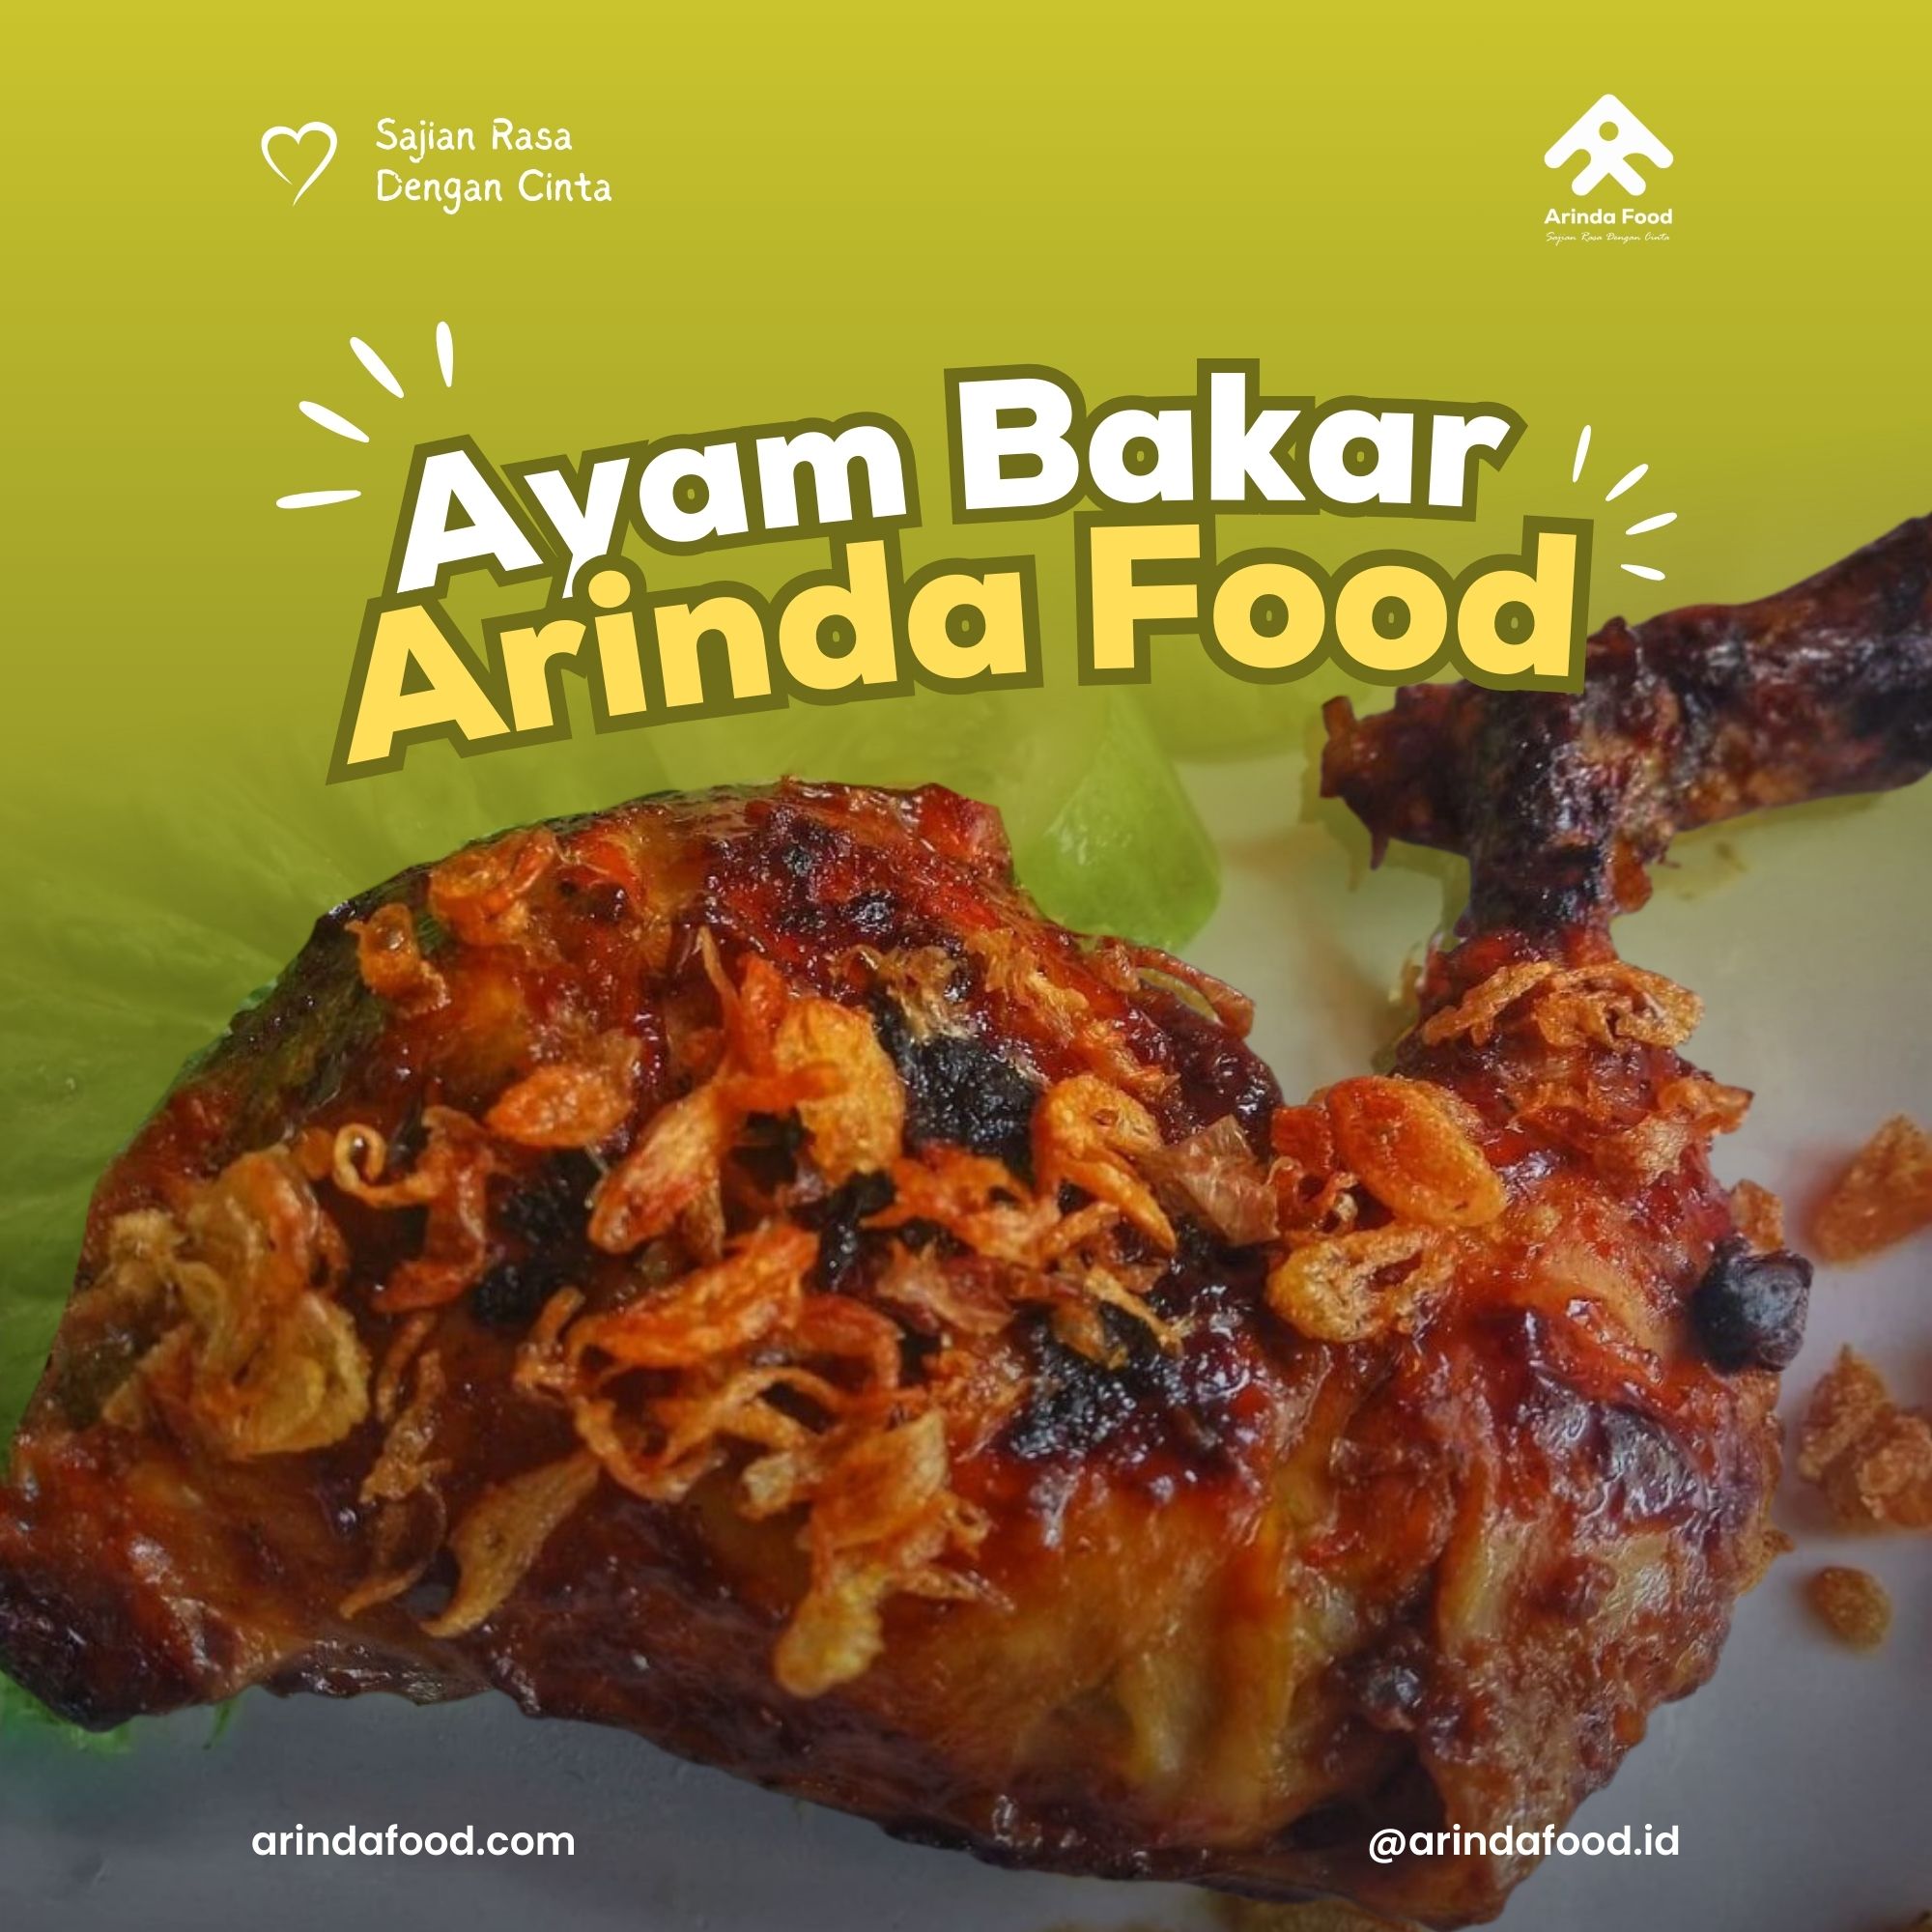 Sajian Rasa
Dengan Cinta
Arinda Food
Sajian Rasa Dengan Cinta
Ayam Bakar
Arinda Food
arindafood.com
@arindafood.id